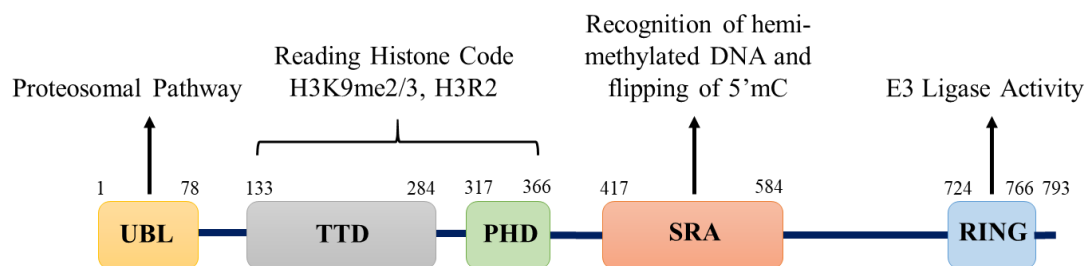 Proteosomal Pathway
Reading Histone Code
H3K9me2/3, H3R2
Recognition of hemi-
methylated DNA and
flipping of 5’mC
E3 Ligase Activity
1 78 133 284 317 366 417 584 724 766 793
UBL TTD PHD SRA RING